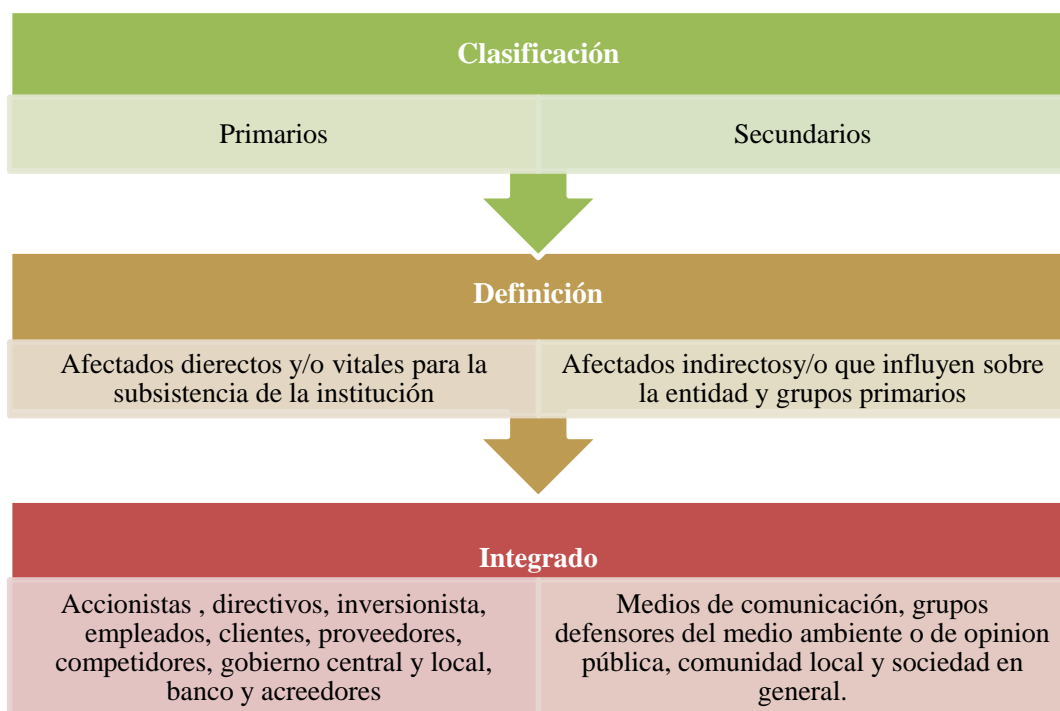 Clasificación
Primarios
Secundarios
Definición
Afectados dierectos y/o vitales para la
subsistencia de la institución
Afectados indirectosy/o que influyen sobre
la entidad y grupos primarios
Integrado
Accionistas , directivos, inversionista,
empleados, clientes, proveedores,
competidores, gobierno central y local,
banco y acreedores
Medios de comunicación, grupos
defensores del medio ambiente o de opinion
pública, comunidad local y sociedad en
general.